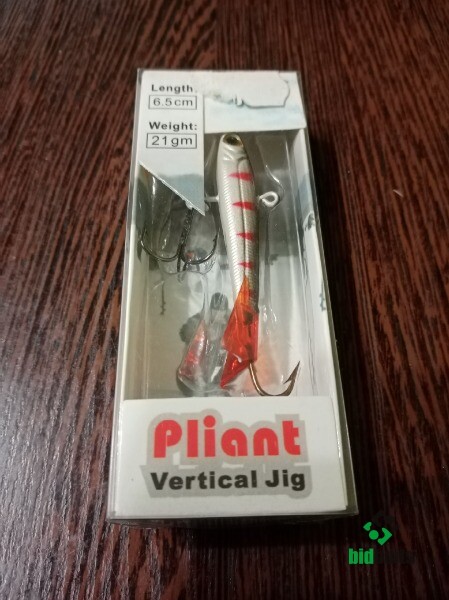 Length:
6.5cm
Weight:
21gm
Pliant
Vertical Jig
bid